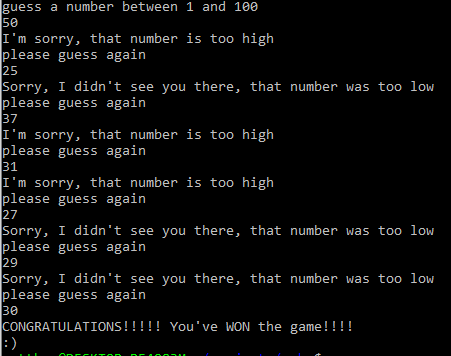 guess a number between 1 and 100
50
I'm sorry, that number is too high
please guess again
25
Sorry, I didn't see you there, that number was too low
please guess again
37
I'm sorry, that number is too high
please guess again
31
I'm sorry, that number is too high
please guess again
27
Sorry, I didn't see you there, that number was too low
please guess again
29
Sorry, I didn't see you there, that number was too low
please guess again
30
CONGRATULATIONS!!!!! You've WON the game!!!!
:)